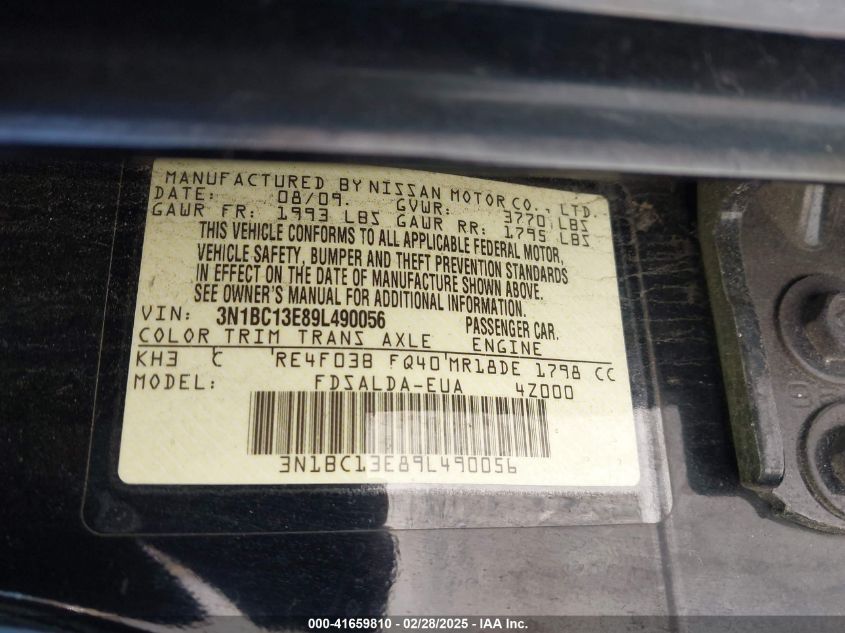 MANUFACTURED BY NISSAN MOTOR CO., LTD.
DATE: 08/09. GVWR: 3770 LBS
GAWR FR: 1993 LBS GAWR RR: 1795 LBS
THIS VEHICLE CONFORMS TO ALL APPLICABLE FEDERAL MOTOR
VEHICLE SAFETY, BUMPER AND THEFT PREVENTION STANDARDS
IN EFFECT ON THE DATE OF MANUFACTURE SHOWN ABOVE.
SEE OWNER'S MANUAL FOR ADDITIONAL INFORMATION.
VIN: 3N1BC13E89L490056 PASSENGER CAR.
COLOR TRIM TRANS AXLE ENGINE
KH3 C RE4F03B FQ40 MR18DE 1798 CC
MODEL: FDSALDA-EUA 4Z000
3N1BC13E89L490056
000-41659810 / 02/28/2025 / IAA Inc.